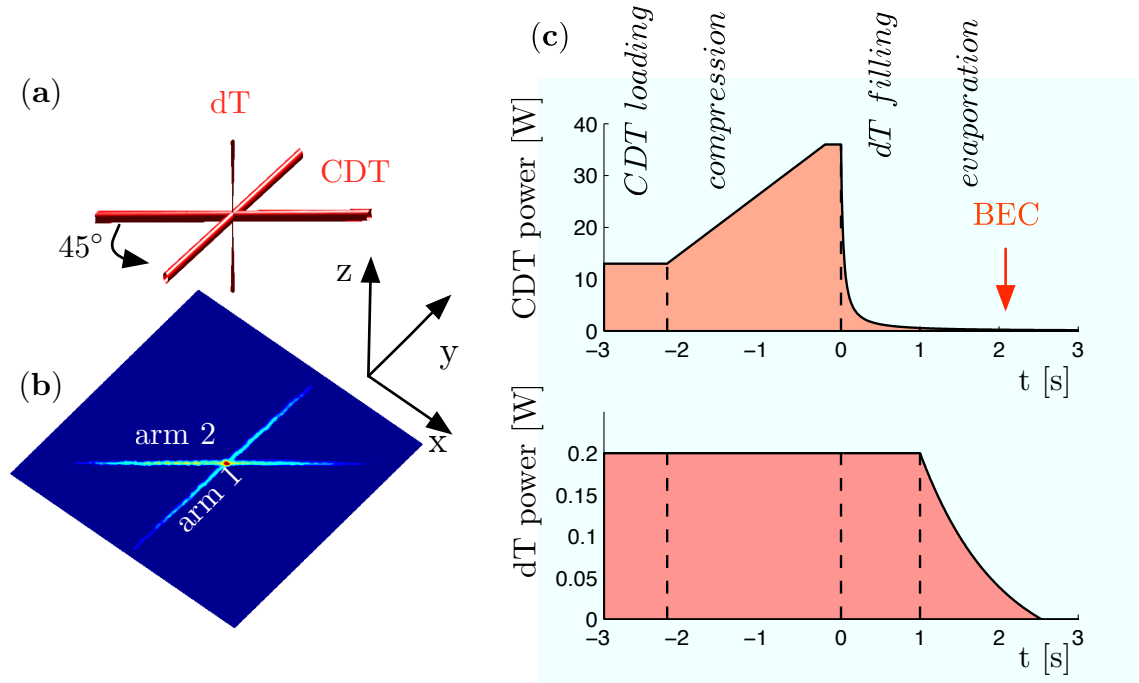 (a)
dT
CDT
45°
z
y
x
(b)
arm 2
arm 1
(c)
CDT loading
compression
dT filling
evaporation
CDT power [W]
40
30
20
10
0
BEC
-3 -2 -1 0 1 2 3
t [s]
dT power [W]
0.2
0.15
0.1
0.05
0
-3 -2 -1 0 1 2 3
t [s]